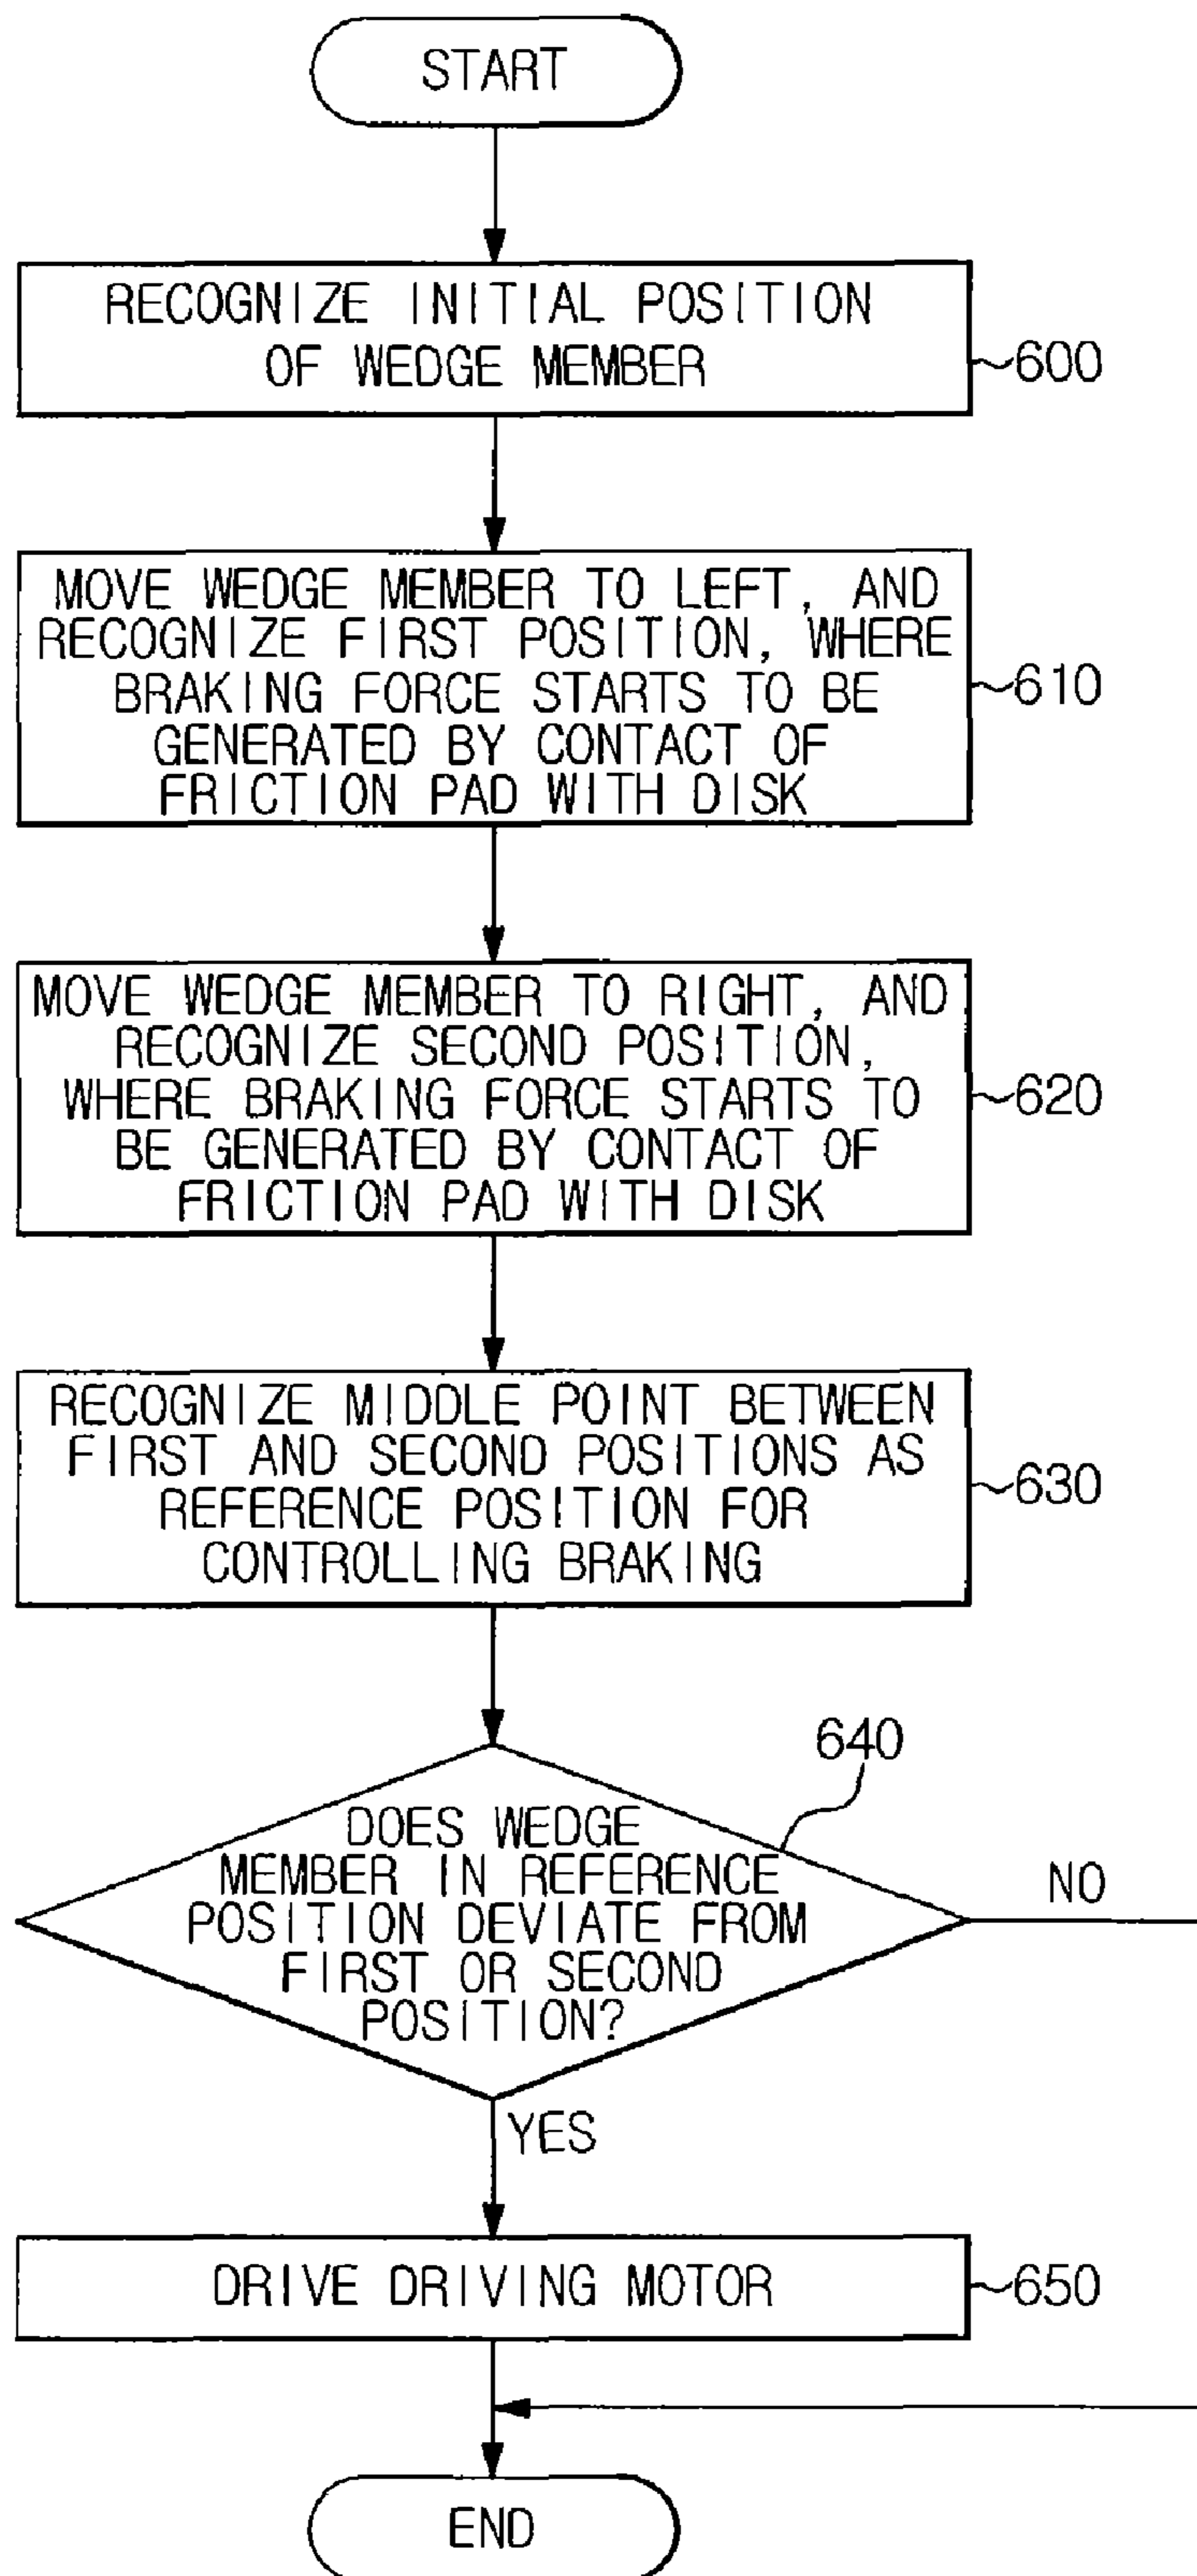 START
RECOGNIZE INITIAL POSITION
OF WEDGE MEMBER
600
MOVE WEDGE MEMBER TO LEFT, AND
RECOGNIZE FIRST POSITION, WHERE
BRAKING FORCE STARTS TO BE
GENERATED BY CONTACT OF
FRICTION PAD WITH DISK
610
MOVE WEDGE MEMBER TO RIGHT, AND
RECOGNIZE SECOND POSITION,
WHERE BRAKING FORCE STARTS TO
BE GENERATED BY CONTACT OF
FRICTION PAD WITH DISK
620
RECOGNIZE MIDDLE POINT BETWEEN
FIRST AND SECOND POSITIONS AS
REFERENCE POSITION FOR
CONTROLLING BRAKING
630
640
DOES WEDGE
MEMBER IN REFERENCE
POSITION DEVIATE FROM
FIRST OR SECOND
POSITION?
NO
YES
DRIVE DRIVING MOTOR
650
END